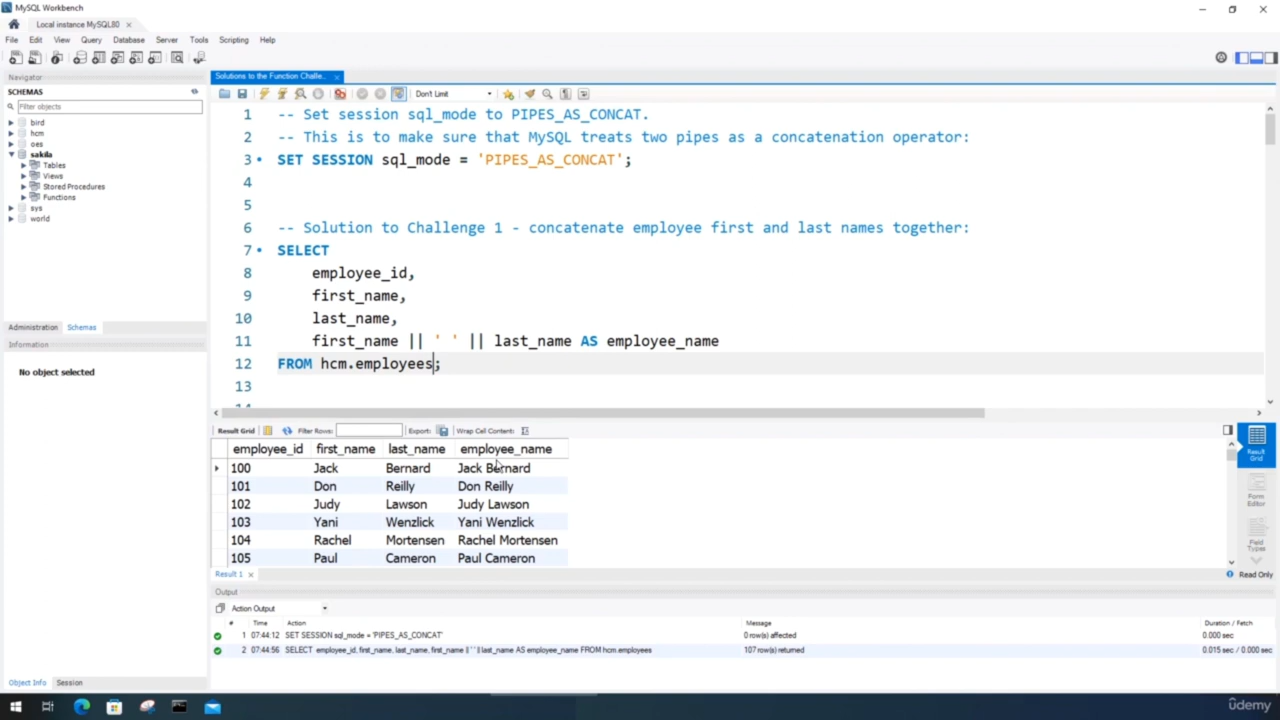 MySQL Workbench
Local instance MySQL80
File Edit View Query Database Server Tools Scripting Help
Navigator
SCHEMAS
Filter objects
bird
hcm
oes
sakila
Tables
Views
Stored Procedures
Functions
sys
world
Administration Schemas
Information
No object selected
Object Info Session
Solutions to the Function Challe...
Don't Limit
1 -- Set session sql_mode to PIPES_AS_CONCAT.
2 -- This is to make sure that MySQL treats two pipes as a concatenation operator:
3 SET SESSION sql_mode = 'PIPES_AS_CONCAT';
4
5
6 -- Solution to Challenge 1 - concatenate employee first and last names together:
7 SELECT
8 employee_id,
9 first_name,
10 last_name,
11 first_name || ' ' || last_name AS employee_name
12 FROM hcm.employees;
13
14
Result Grid Filter Rows: Export: Wrap Cell Content:
employee_id first_name last_name employee_name
100 Jack Bernard Jack Bernard
101 Don Reilly Don Reilly
102 Judy Lawson Judy Lawson
103 Yani Wenzlick Yani Wenzlick
104 Rachel Mortensen Rachel Mortensen
105 Paul Cameron Paul Cameron
Result Grid
Form Editor
Field Types
Result 1
Read Only
Output
Action Output
# Time Action Message Duration / Fetch
1 07:44:12 SET SESSION sql_mode = 'PIPES_AS_CONCAT' 0 row(s) affected 0.000 sec
2 07:44:56 SELECT employee_id, first_name, last_name, first_name || ' ' || last_name AS employee_name FROM hcm.employees 107 row(s) returned 0.015 sec / 0.000 sec
ûdemy